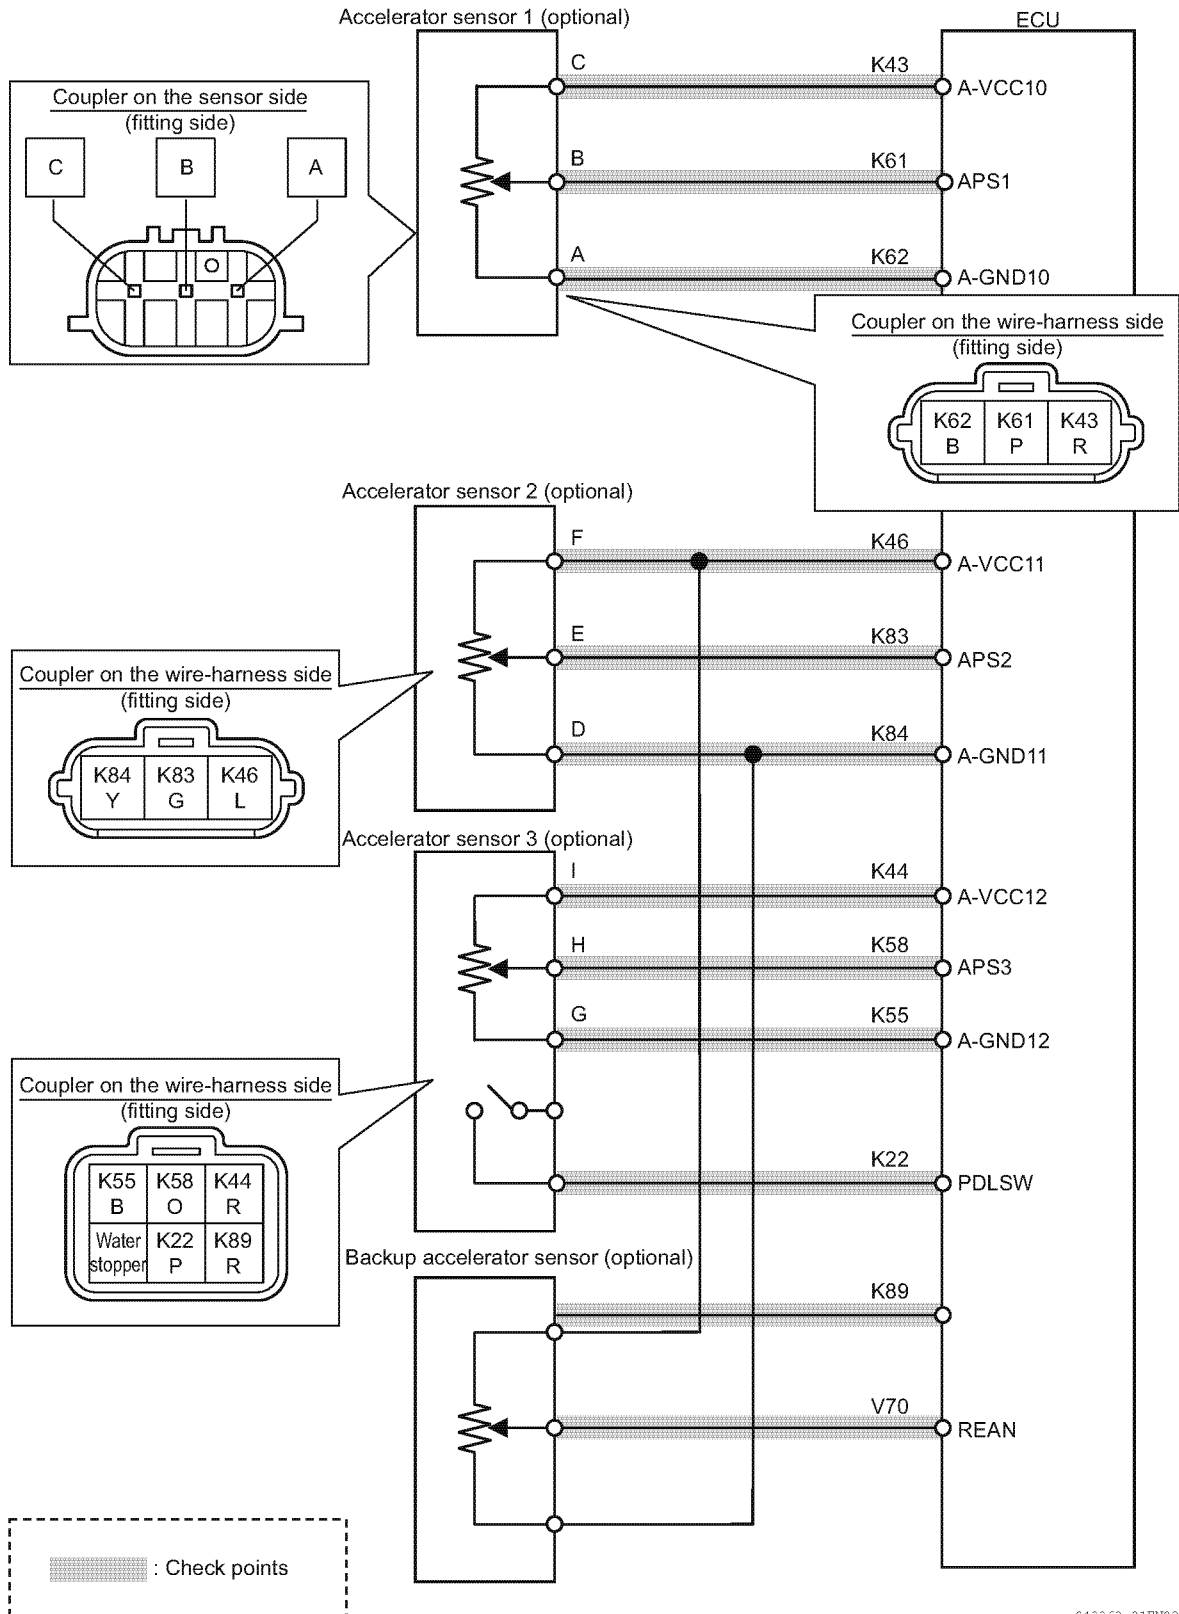 Accelerator sensor 1 (optional)
ECU
Coupler on the sensor side
(fitting side)
C B A
C K43 A-VCC10
B K61 APS1
A K62 A-GND10
Coupler on the wire-harness side
(fitting side)
K62 K61 K43
B P R
Accelerator sensor 2 (optional)
F K46 A-VCC11
E K83 APS2
D K84 A-GND11
Coupler on the wire-harness side
(fitting side)
K84 K83 K46
Y G L
Accelerator sensor 3 (optional)
I K44 A-VCC12
H K58 APS3
G K55 A-GND12
K22 PDLSW
Coupler on the wire-harness side
(fitting side)
K55 K58 K44
B O R
Water stopper K22 K89
P R
Backup accelerator sensor (optional)
K89
V70 REAN
: Check points